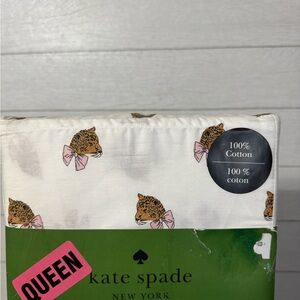 100%
Cotton
100 %
coton
QUEEN
kate spade
NEW YORK